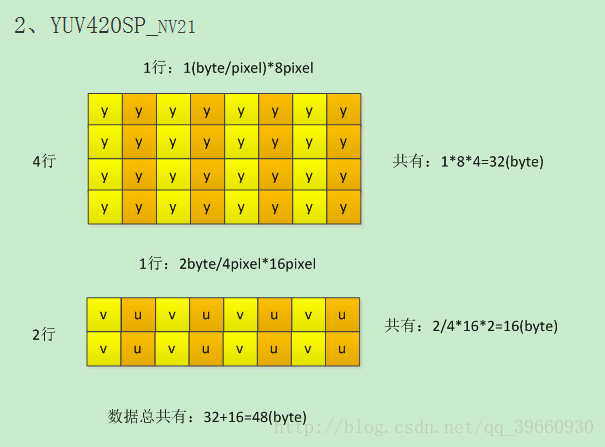 2、YUV420SP_NV21
1行：1(byte/pixel)*8pixel
y y y y y y y y
y y y y y y y y
4行
共有：1*8*4=32(byte)
y y y y y y y y
y y y y y y y y
1行：2byte/4pixel*16pixel
v u v u v u v u
2行
共有：2/4*16*2=16(byte)
v u v u v u v u
数据总共有：32+16=48(byte)
http://blog.csdn.net/qq_39660930